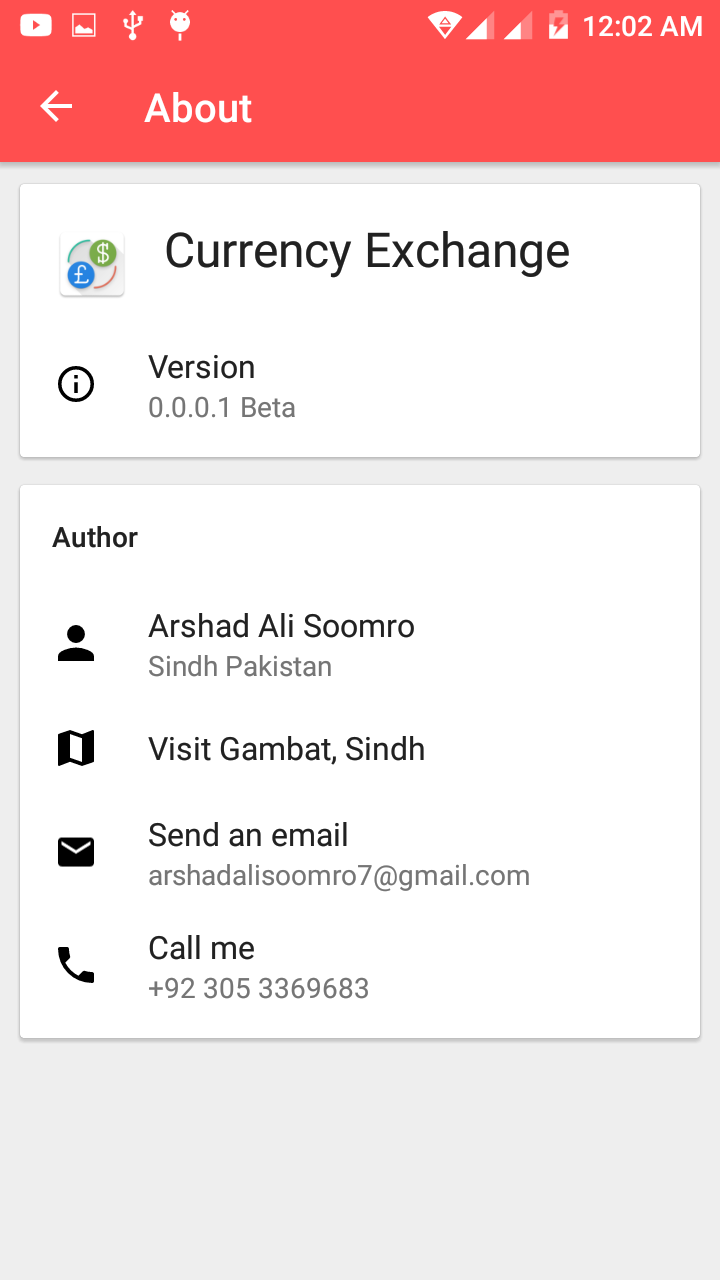 12:02 AM
About
$
£
Currency Exchange
Version
0.0.0.1 Beta
Author
Arshad Ali Soomro
Sindh Pakistan
Visit Gambat, Sindh
Send an email
arshadalisoomro7@gmail.com
Call me
+92 305 3369683